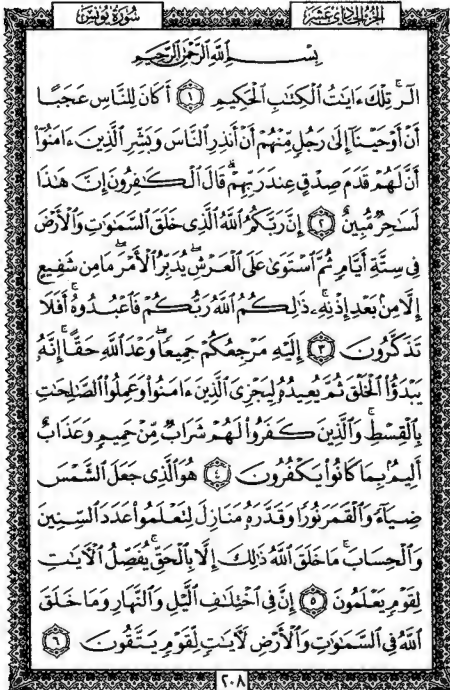 الجزء الحادي عشر
سورة يونس
بِسْمِ اللَّهِ الرَّحْمَٰنِ الرَّحِيمِ
الٓر ۚ تِلْكَ ءَايَٰتُ ٱلْكِتَٰبِ ٱلْحَكِيمِ ١ أَكَانَ لِلنَّاسِ عَجَبًا
أَنْ أَوْحَيْنَآ إِلَىٰ رَجُلٍ مِّنْهُمْ أَنْ أَنذِرِ ٱلنَّاسَ وَبَشِّرِ ٱلَّذِينَ ءَامَنُوٓا۟
أَنَّ لَهُمْ قَدَمَ صِدْقٍ عِندَ رَبِّهِمْ ۗ قَالَ ٱلْكَٰفِرُونَ إِنَّ هَٰذَا
لَسَٰحِرٌ مُّبِينٌ ٢ إِنَّ رَبَّكُمُ ٱللَّهُ ٱلَّذِى خَلَقَ ٱلسَّمَٰوَٰتِ وَٱلْأَرْضَ
فِى سِتَّةِ أَيَّامٍ ثُمَّ ٱسْتَوَىٰ عَلَى ٱلْعَرْشِ ۖ يُدَبِّرُ ٱلْأَمْرَ ۖ مَا مِن شَفِيعٍ
إِلَّا مِنۢ بَعْدِ إِذْنِهِۦ ۚ ذَٰلِكُمُ ٱللَّهُ رَبُّكُمْ فَٱعْبُدُوهُ ۚ أَفَلَا
تَذَكَّرُونَ ٣ إِلَيْهِ مَرْجِعُكُمْ جَمِيعًا ۖ وَعْدَ ٱللَّهِ حَقًّا ۚ إِنَّهُۥ
يَبْدَؤُا۟ ٱلْخَلْقَ ثُمَّ يُعِيدُهُۥ لِيَجْزِىَ ٱلَّذِينَ ءَامَنُوا۟ وَعَمِلُوا۟ ٱلصَّٰلِحَٰتِ
بِٱلْقِسْطِ ۚ وَٱلَّذِينَ كَفَرُوا۟ لَهُمْ شَرَابٌ مِّنْ حَمِيمٍ وَعَذَابٌ
أَلِيمٌۢ بِمَا كَانُوا۟ يَكْفُرُونَ ٤ هُوَ ٱلَّذِى جَعَلَ ٱلشَّمْسَ
ضِيَآءً وَٱلْقَمَرَ نُورًا وَقَدَّرَهُۥ مَنَازِلَ لِتَعْلَمُوا۟ عَدَدَ ٱلسِّنِينَ
وَٱلْحِسَابَ ۚ مَا خَلَقَ ٱللَّهُ ذَٰلِكَ إِلَّا بِٱلْحَقِّ ۚ يُفَصِّلُ ٱلْءَايَٰتِ
لِقَوْمٍ يَعْلَمُونَ ٥ إِنَّ فِى ٱخْتِلَٰفِ ٱلَّيْلِ وَٱلنَّهَارِ وَمَا خَلَقَ
ٱللَّهُ فِى ٱلسَّمَٰوَٰتِ وَٱلْأَرْضِ لَءَايَٰتٍ لِّقَوْمٍ يَتَّقُونَ ٦
٢٠٨